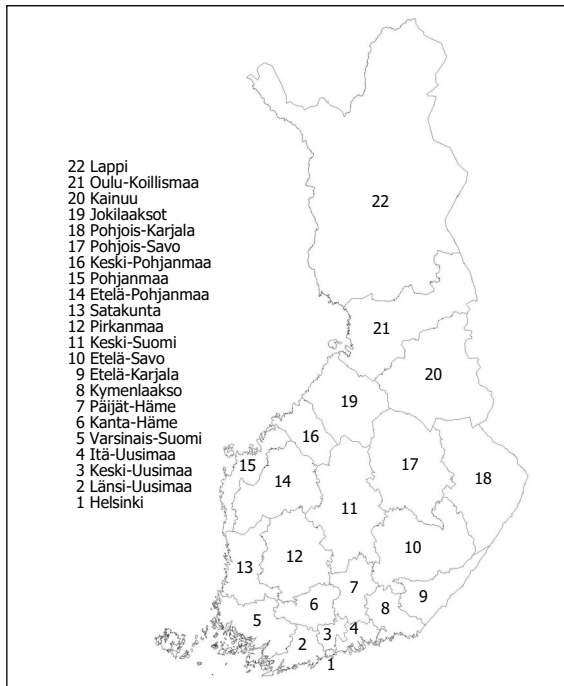 22 Lappi
21 Oulu-Koillismaa
20 Kainuu
19 Jokilaaksot
18 Pohjois-Karjala
17 Pohjois-Savo
16 Keski-Pohjanmaa
15 Pohjanmaa
14 Etelä-Pohjanmaa
13 Satakunta
12 Pirkanmaa
11 Keski-Suomi
10 Etelä-Savo
9 Etelä-Karjala
8 Kymenlaakso
7 Päijät-Häme
6 Kanta-Häme
5 Varsinais-Suomi
4 Itä-Uusimaa
3 Keski-Uusimaa
2 Länsi-Uusimaa
1 Helsinki
22
21
20
19
16
15
17
14
18
11
10
12
13
7
9
6
8
5
4
3
2
1